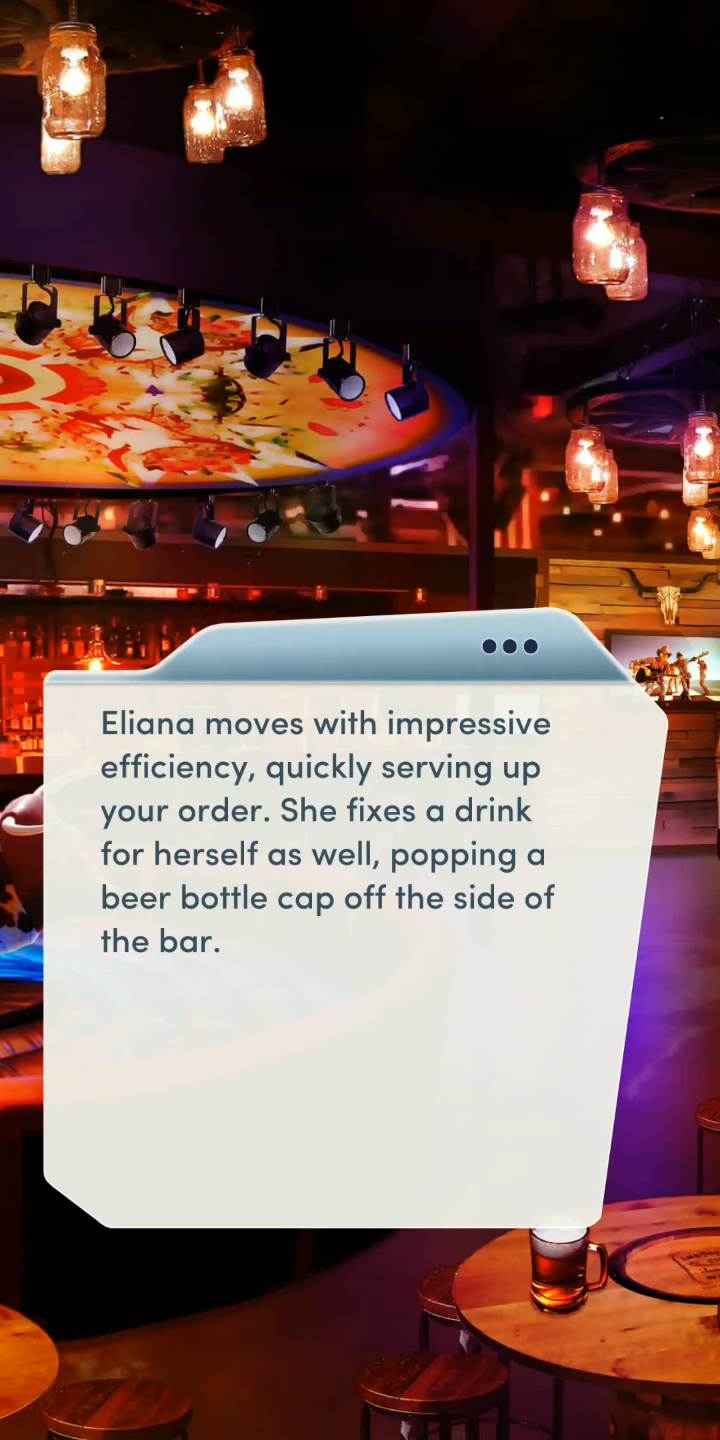 Eliana moves with impressive
efficiency, quickly serving up
your order. She fixes a drink
for herself as well, popping a
beer bottle cap off the side of
the bar.